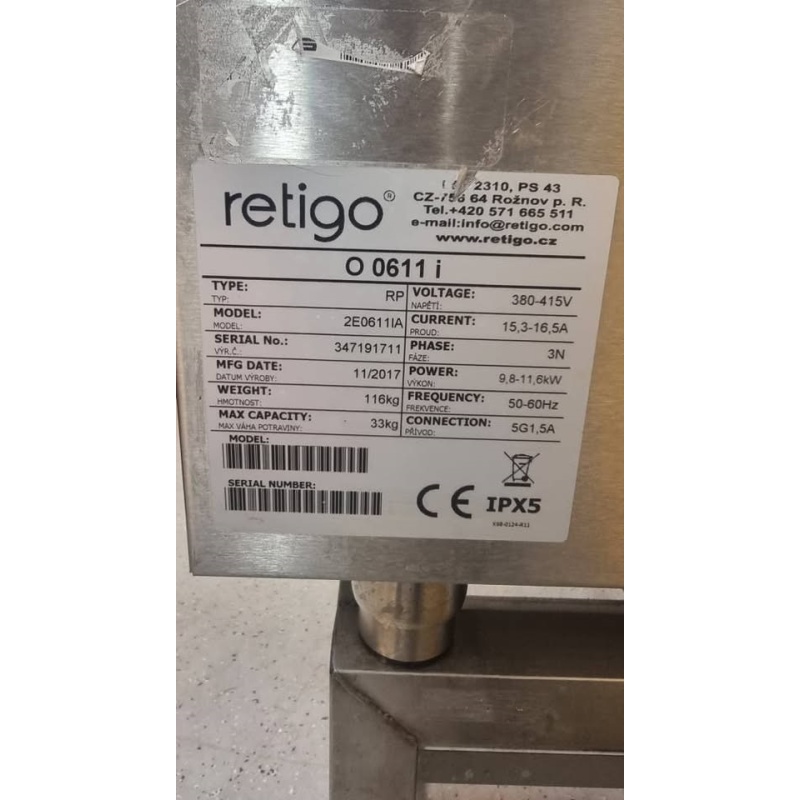 retigo®
2310, PS 43
CZ-756 64 Rožnov p. R.
Tel.+420 571 665 511
e-mail:info@retigo.com
www.retigo.cz
O 0611 i
TYPE: RP
TYP:
MODEL: 2E0611IA
MODEL:
SERIAL No.: 347191711
VÝR.Č.:
MFG DATE: 11/2017
DATUM VÝROBY:
WEIGHT: 116kg
HMOTNOST:
MAX CAPACITY: 33kg
MAX VÁHA POTRAVINY:
VOLTAGE: 380-415V
NAPĚTÍ:
CURRENT: 15,3-16,5A
PROUD:
PHASE: 3N
FÁZE:
POWER: 9,8-11,6kW
VÝKON:
FREQUENCY: 50-60Hz
FREKVENCE:
CONNECTION: 5G1,5A
PŘÍVOD:
MODEL:
SERIAL NUMBER:
CE IPX5